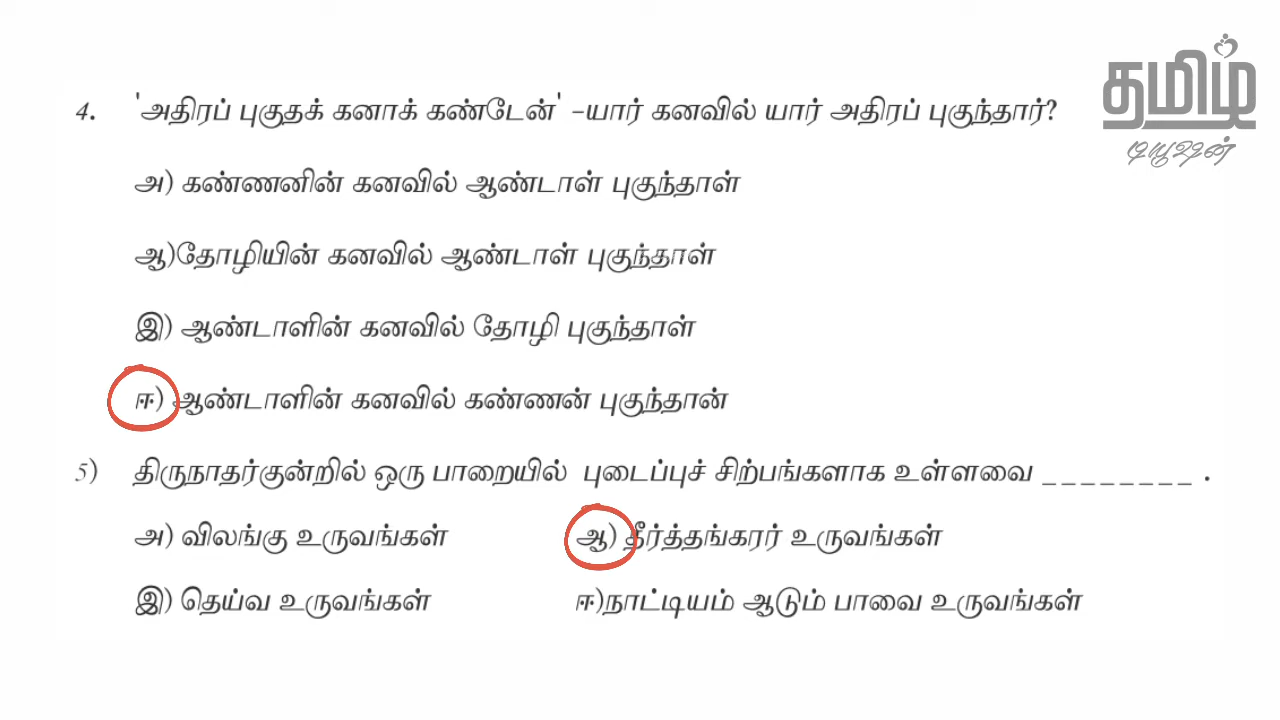 தமிழ்
டியூஷன்
4. 'அதிரப் புகுதக் கனாக் கண்டேன்' –யார் கனவில் யார் அதிரப் புகுந்தார்?
அ) கண்ணனின் கனவில் ஆண்டாள் புகுந்தாள்
ஆ)தோழியின் கனவில் ஆண்டாள் புகுந்தாள்
இ) ஆண்டாளின் கனவில் தோழி புகுந்தாள்
ஈ) ஆண்டாளின் கனவில் கண்ணன் புகுந்தான்
5) திருநாதர்குன்றில் ஒரு பாறையில் புடைப்புச் சிற்பங்களாக உள்ளவை ________ .
அ) விலங்கு உருவங்கள் ஆ) தீர்த்தங்கரர் உருவங்கள்
இ) தெய்வ உருவங்கள் ஈ)நாட்டியம் ஆடும் பாவை உருவங்கள்